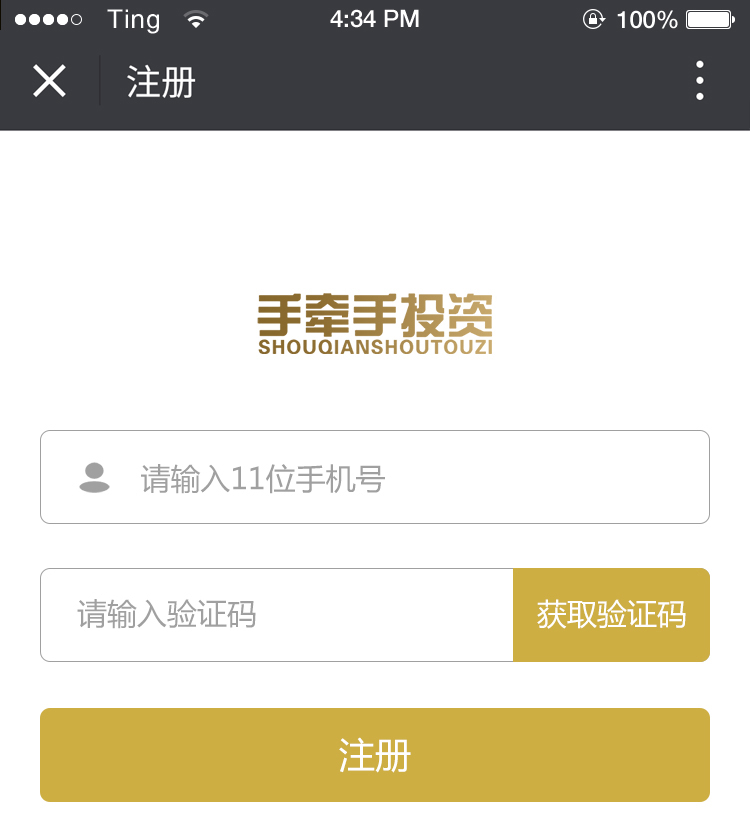 Ting 4:34 PM 100%
注册
手牵手投资
SHOUQIANSHOUTOUZI
请输入11位手机号
请输入验证码 获取验证码
注册